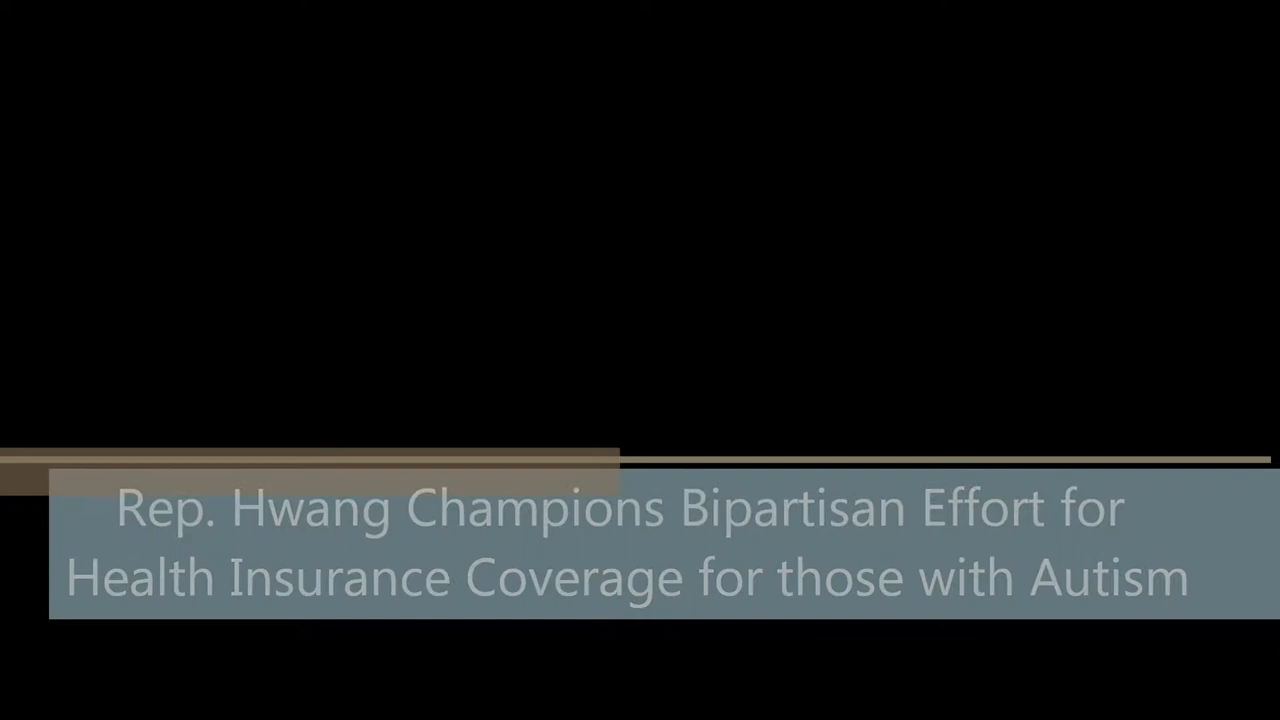 Rep. Hwang Champions Bipartisan Effort for
Health Insurance Coverage for those with Autism